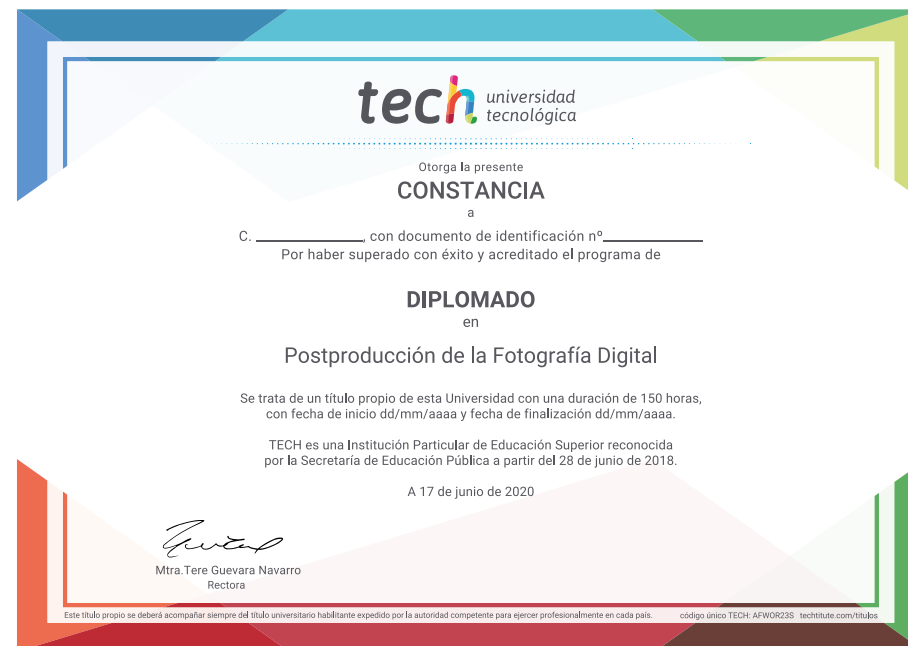 tech universidad
tecnológica
Otorga la presente
CONSTANCIA
a
C. ______________, con documento de identificación nº______________
Por haber superado con éxito y acreditado el programa de
DIPLOMADO
en
Postproducción de la Fotografía Digital
Se trata de un título propio de esta Universidad con una duración de 150 horas,
con fecha de inicio dd/mm/aaaa y fecha de finalización dd/mm/aaaa.
TECH es una Institución Particular de Educación Superior reconocida
por la Secretaría de Educación Pública a partir del 28 de junio de 2018.
A 17 de junio de 2020
Mtra.Tere Guevara Navarro
Rectora
Este título propio se deberá acompañar siempre del título universitario habilitante expedido por la autoridad competente para ejercer profesionalmente en cada país. código único TECH: AFWOR23S techtitute.com/titulos